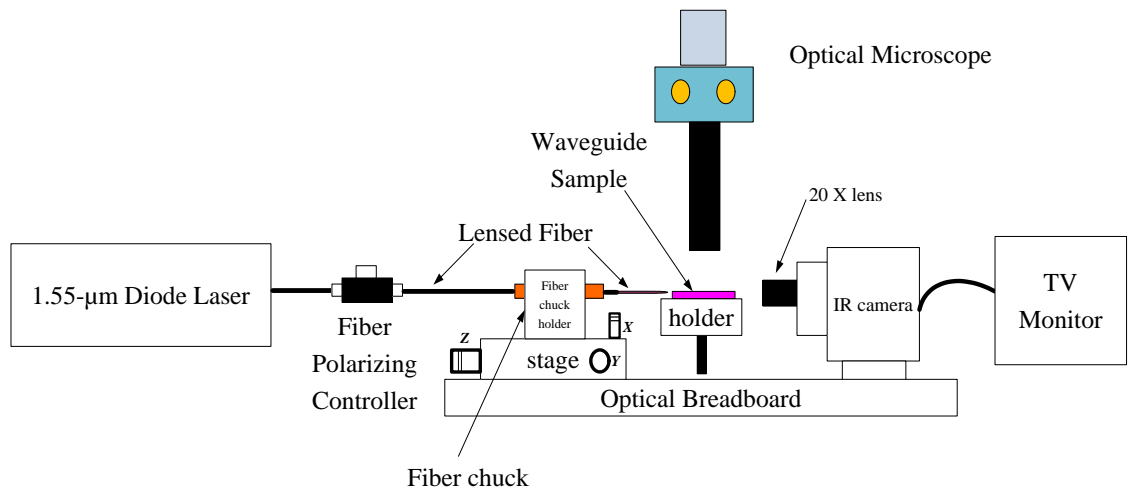 Optical Microscope
Waveguide
Sample
20 X lens
Lensed Fiber
1.55-μm Diode Laser
Fiber
chuck
holder
IR camera
TV
Monitor
holder
Fiber
Polarizing
Controller
X
Z
stage
Y
Optical Breadboard
Fiber chuck